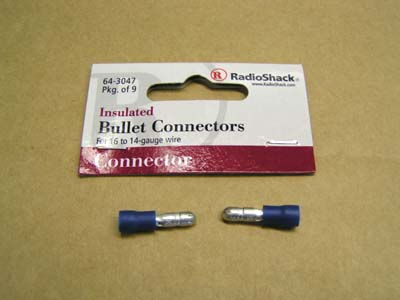 64-3047
Pkg. of 9
R RadioShack®
www.RadioShack.com
Insulated
Bullet Connectors
For 16 to 14-gauge wire
Connector